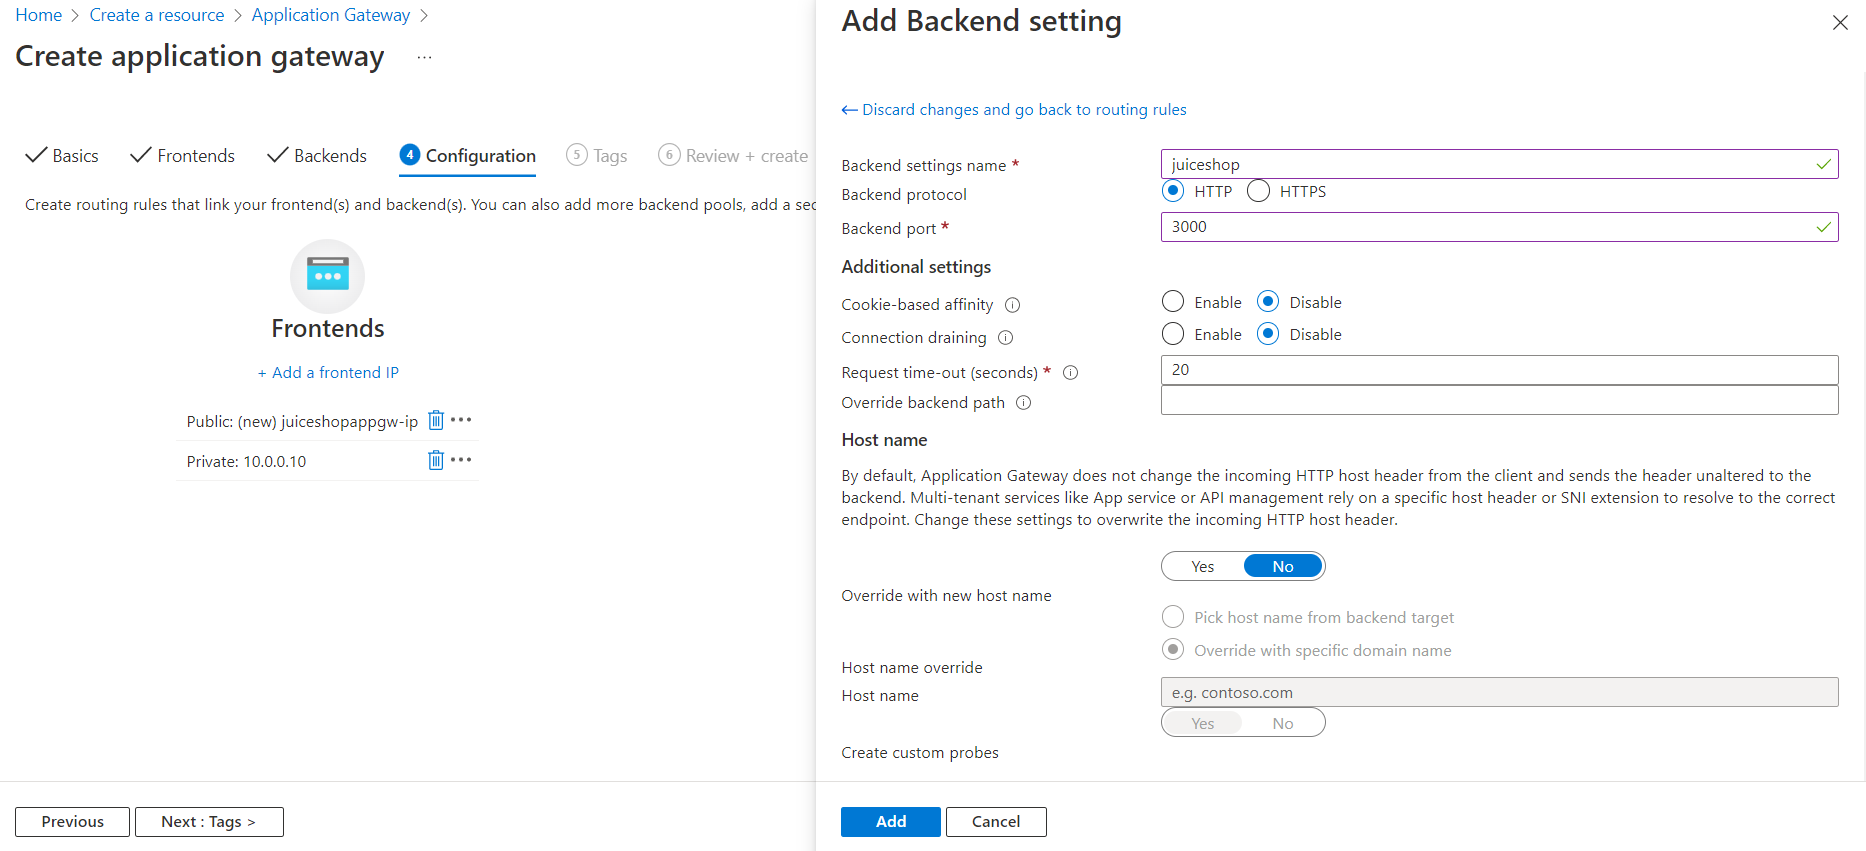 Home > Create a resource > Application Gateway >
Create application gateway ...
Basics Frontends Backends 4 Configuration 5 Tags 6 Review + create
Create routing rules that link your frontend(s) and backend(s). You can also add more backend pools, add a sec
Frontends
+ Add a frontend IP
Public: (new) juiceshopappgw-ip
Private: 10.0.0.10
Previous
Next : Tags >
Add Backend setting
← Discard changes and go back to routing rules
Backend settings name * juiceshop
Backend protocol HTTP HTTPS
Backend port * 3000
Additional settings
Cookie-based affinity Enable Disable
Connection draining Enable Disable
Request time-out (seconds) * 20
Override backend path
Host name
By default, Application Gateway does not change the incoming HTTP host header from the client and sends the header unaltered to the
backend. Multi-tenant services like App service or API management rely on a specific host header or SNI extension to resolve to the correct
endpoint. Change these settings to overwrite the incoming HTTP host header.
Yes No
Override with new host name
Pick host name from backend target
Override with specific domain name
Host name override
Host name e.g. contoso.com
Yes No
Create custom probes
Add
Cancel